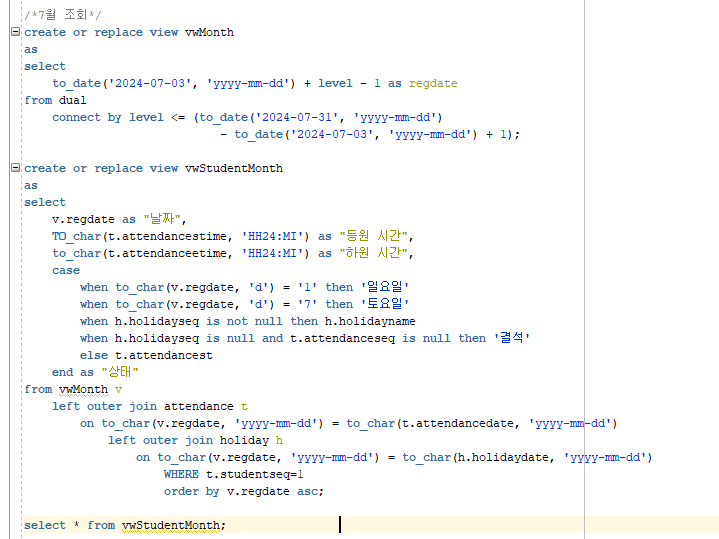 /*7월 조회*/
create or replace view vwMonth
as
select
to_date('2024-07-03', 'yyyy-mm-dd') + level - 1 as regdate
from dual
connect by level <= (to_date('2024-07-31', 'yyyy-mm-dd')
- to_date('2024-07-03', 'yyyy-mm-dd') + 1);
create or replace view vwStudentMonth
as
select
v.regdate as "날짜",
TO_char(t.attendancestime, 'HH24:MI') as "등원 시간",
to_char(t.attendanceetime, 'HH24:MI') as "하원 시간",
case
when to_char(v.regdate, 'd') = '1' then '일요일'
when to_char(v.regdate, 'd') = '7' then '토요일'
when h.holidayseq is not null then h.holidayname
when h.holidayseq is null and t.attendanceseq is null then '결석'
else t.attendancest
end as "상태"
from vwMonth v
left outer join attendance t
on to_char(v.regdate, 'yyyy-mm-dd') = to_char(t.attendancedate, 'yyyy-mm-dd')
left outer join holiday h
on to_char(v.regdate, 'yyyy-mm-dd') = to_char(h.holidaydate, 'yyyy-mm-dd')
WHERE t.studentseq=1
order by v.regdate asc;
select * from vwStudentMonth;